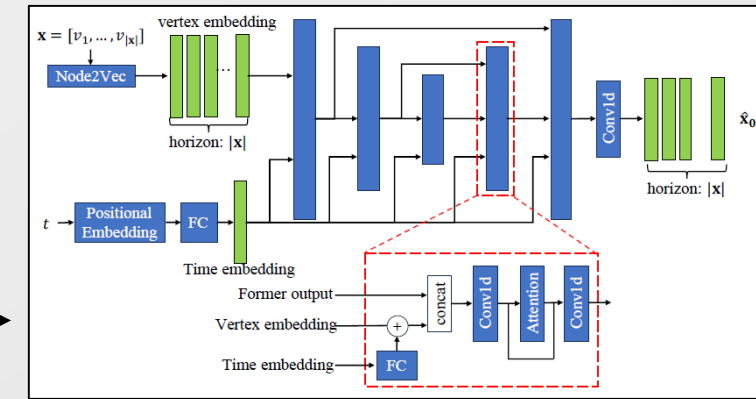 x = [v₁, ..., v|x|]
vertex embedding
Node2Vec
...
horizon: |x|
t
Positional
Embedding
FC
Time embedding
Conv1d
x̂₀
horizon: |x|
Former output
Vertex embedding
Time embedding
+
FC
concat
Conv1d
Attention
Conv1d